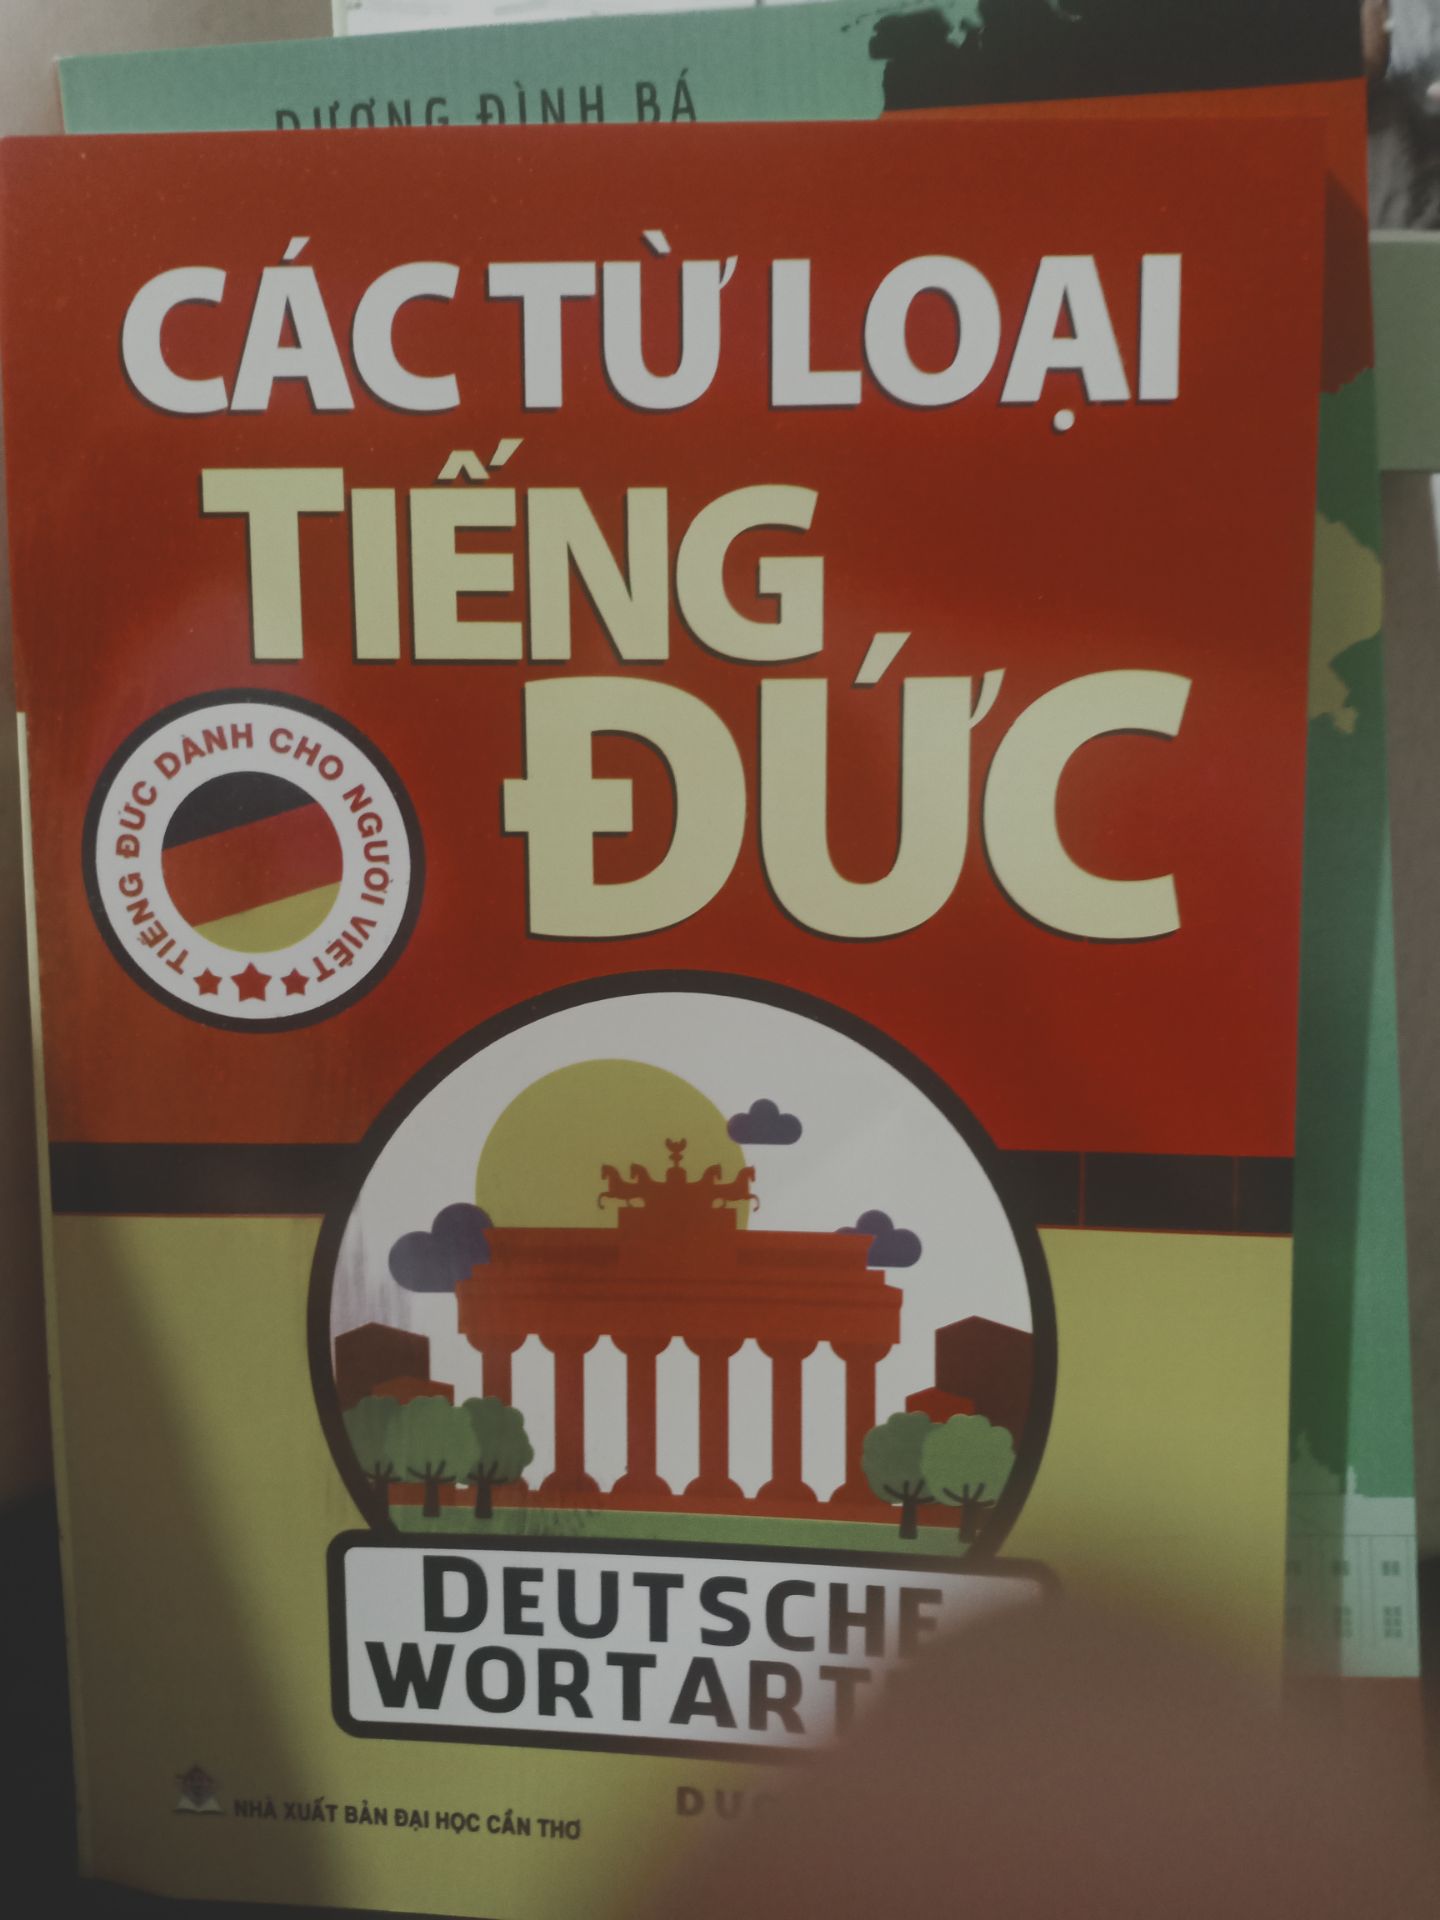 DƯƠNG ĐÌNH BÁ
CÁC TỪ LOẠI
TIẾNG
ĐỨC
TIẾNG ĐỨC DÀNH CHO NGƯỜI VIỆT
DEUTSCHE
NHÀ XUẤT BẢN ĐẠI HỌC CẦN THƠ